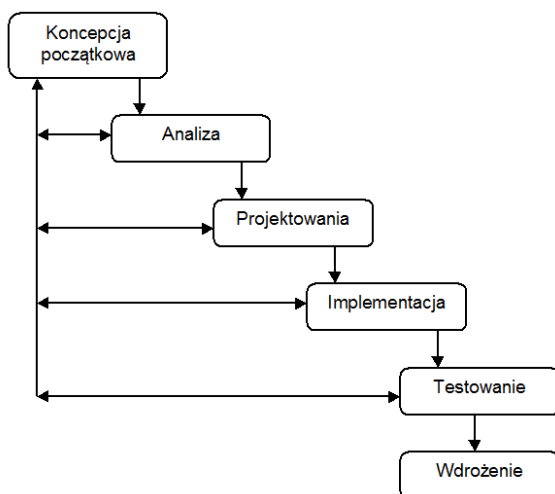 Koncepcja
początkowa
Analiza
Projektowania
Implementacja
Testowanie
Wdrożenie